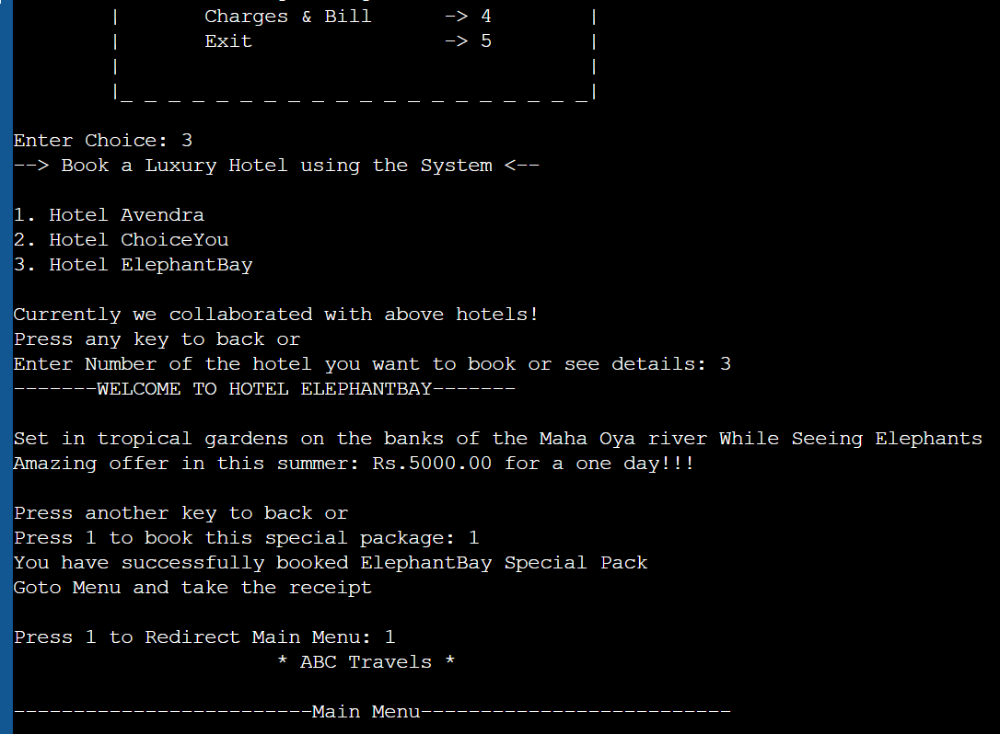 | Charges & Bill -> 4 |
| Exit -> 5 |
| |
|_ _ _ _ _ _ _ _ _ _ _ _ _ _ _ _ _ _ _ _|
Enter Choice: 3
--> Book a Luxury Hotel using the System <--
1. Hotel Avendra
2. Hotel ChoiceYou
3. Hotel ElephantBay
Currently we collaborated with above hotels!
Press any key to back or
Enter Number of the hotel you want to book or see details: 3
-------WELCOME TO HOTEL ELEPHANTBAY-------
Set in tropical gardens on the banks of the Maha Oya river While Seeing Elephants
Amazing offer in this summer: Rs.5000.00 for a one day!!!
Press another key to back or
Press 1 to book this special package: 1
You have successfully booked ElephantBay Special Pack
Goto Menu and take the receipt
Press 1 to Redirect Main Menu: 1
* ABC Travels *
-------------------------Main Menu--------------------------